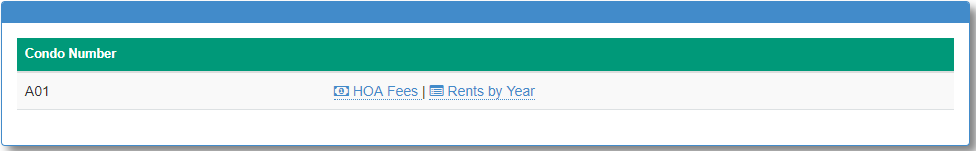 Condo Number
A01 HOA Fees | Rents by Year